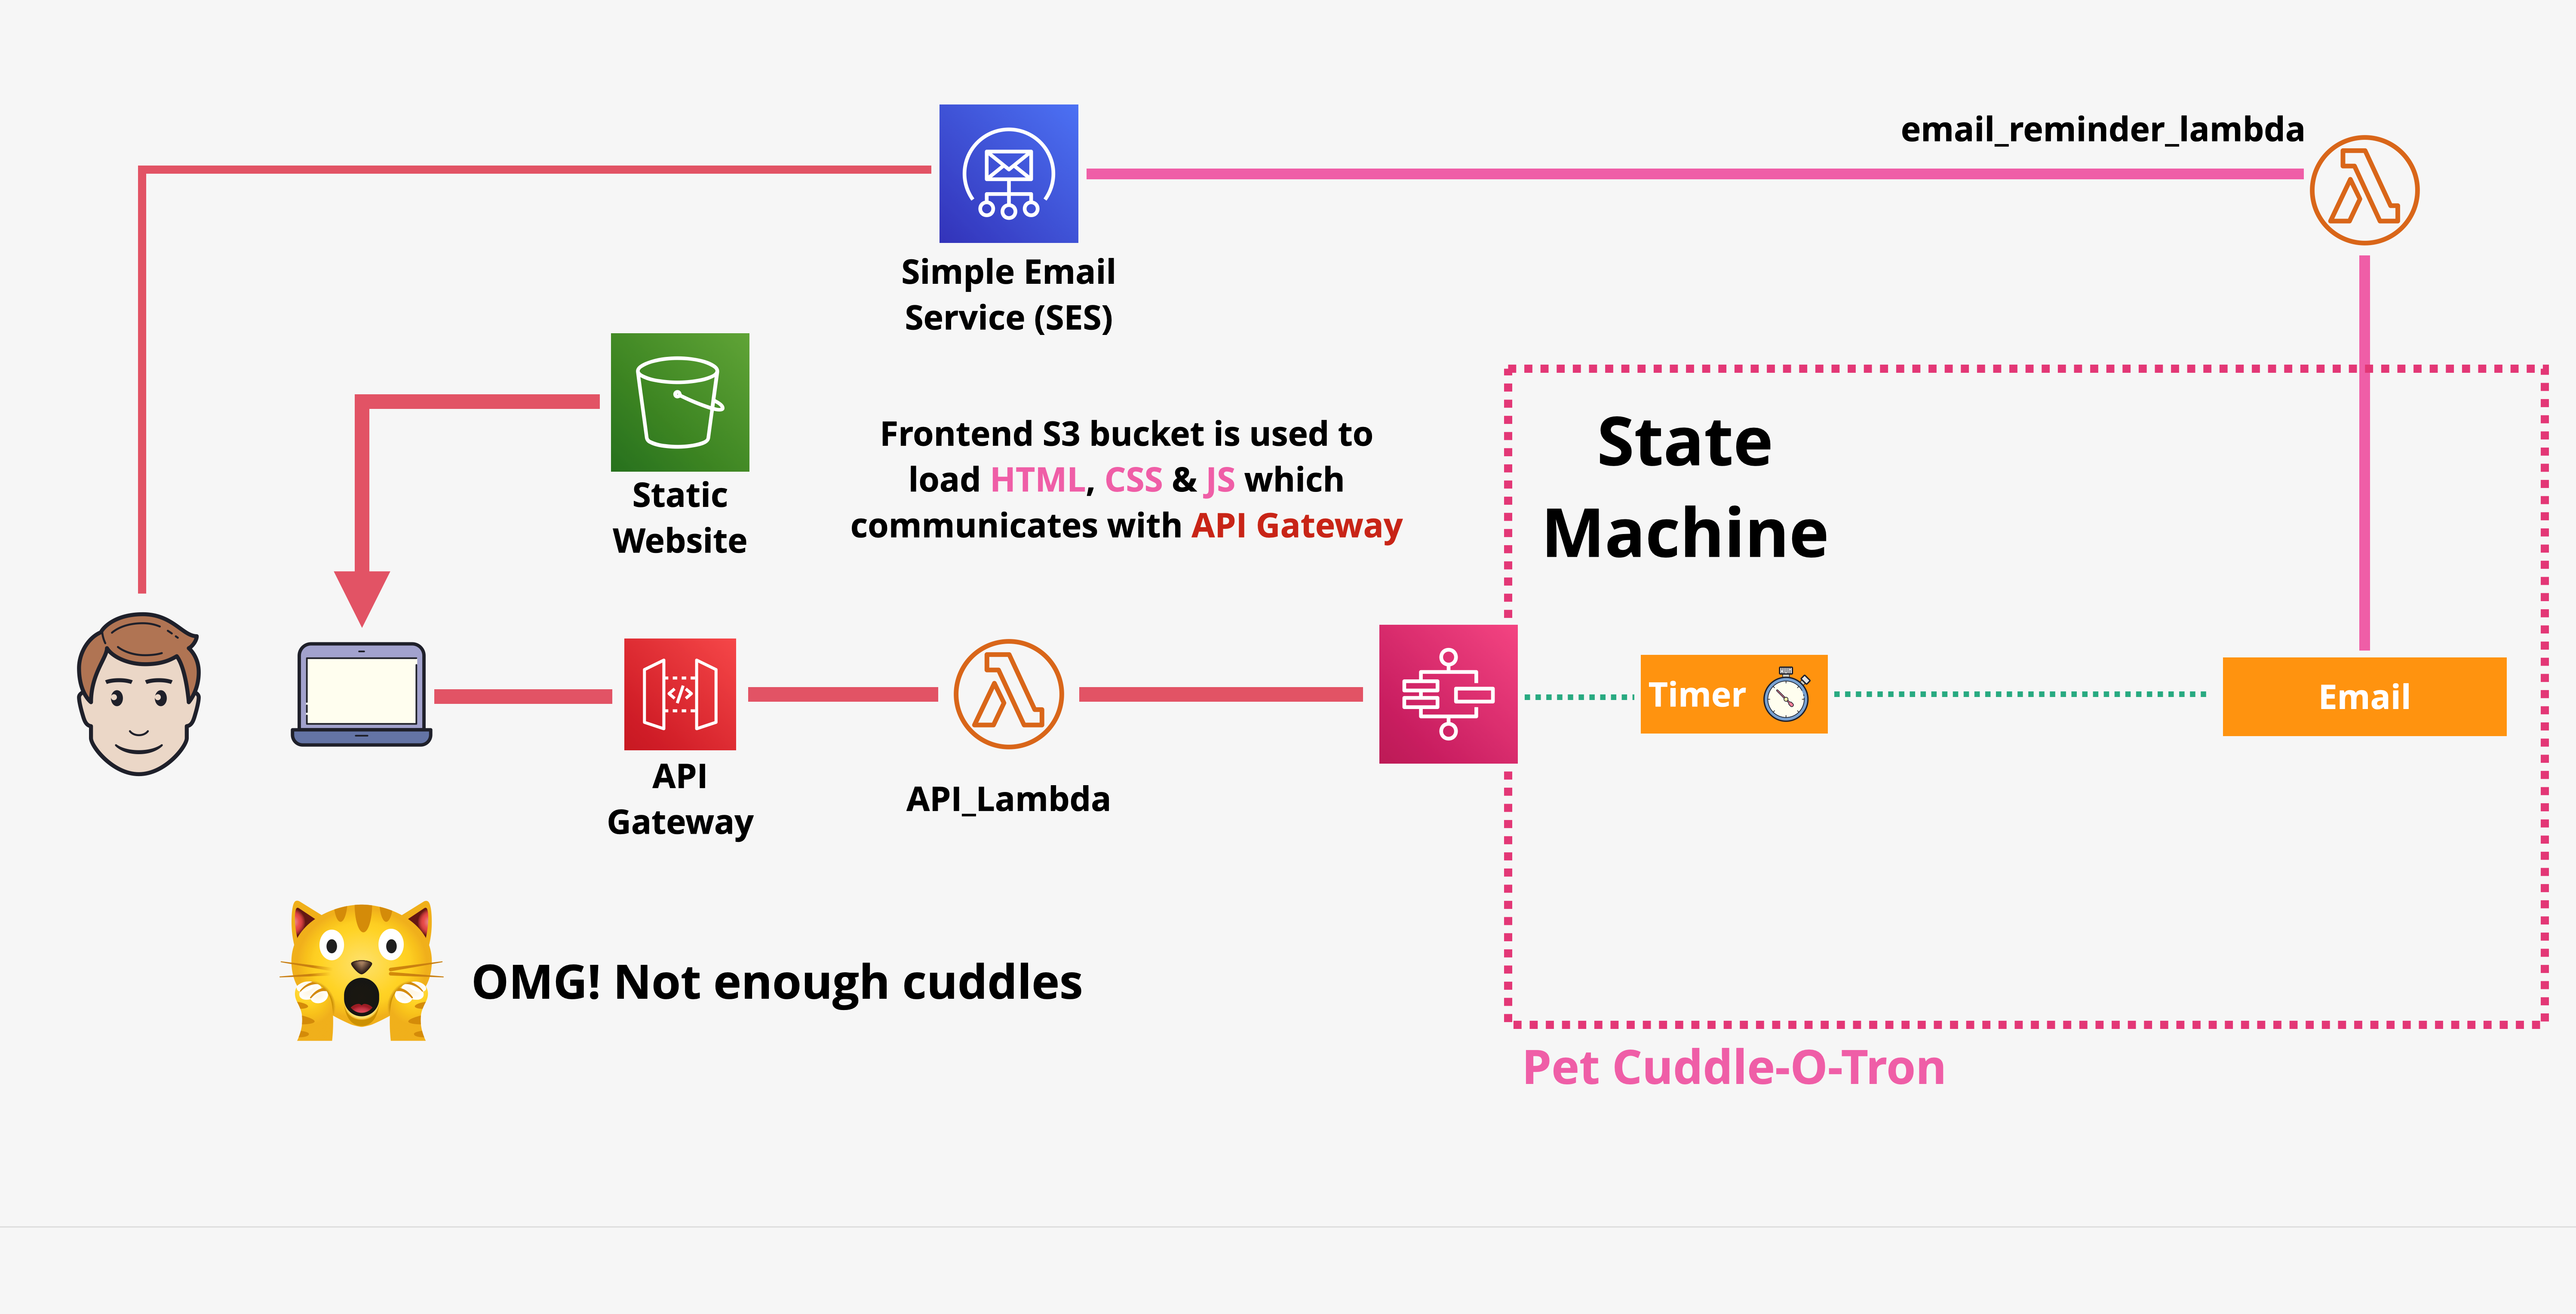 email_reminder_lambda
Simple Email
Service (SES)
Static
Website
Frontend S3 bucket is used to
load HTML, CSS & JS which
communicates with API Gateway
State
Machine
Timer
Email
API
Gateway
API_Lambda
OMG! Not enough cuddles
Pet Cuddle-O-Tron